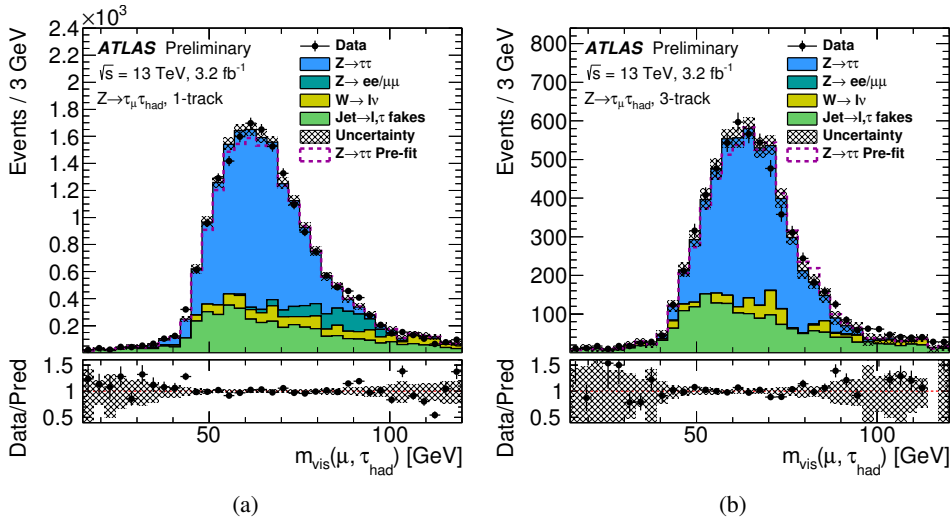 ×10³
Events / 3 GeV
2.4
2.2
2
1.8
1.6
1.4
1.2
1
0.8
0.6
0.4
0.2
ATLAS Preliminary
√s = 13 TeV, 3.2 fb⁻¹
Z→τμτhad, 1-track
Data
Z→ττ
Z→ ee/μμ
W→ lν
Jet→l,τ fakes
Uncertainty
Z→ττ Pre-fit
Data/Pred
1.5
1
0.5
50
100
mvis(μ, τhad) [GeV]
(a)
Events / 3 GeV
800
700
600
500
400
300
200
100
0
ATLAS Preliminary
√s = 13 TeV, 3.2 fb⁻¹
Z→τμτhad, 3-track
Data
Z→ττ
Z→ ee/μμ
W→ lν
Jet→l,τ fakes
Uncertainty
Z→ττ Pre-fit
Data/Pred
1.5
1
0.5
50
100
mvis(μ, τhad) [GeV]
(b)